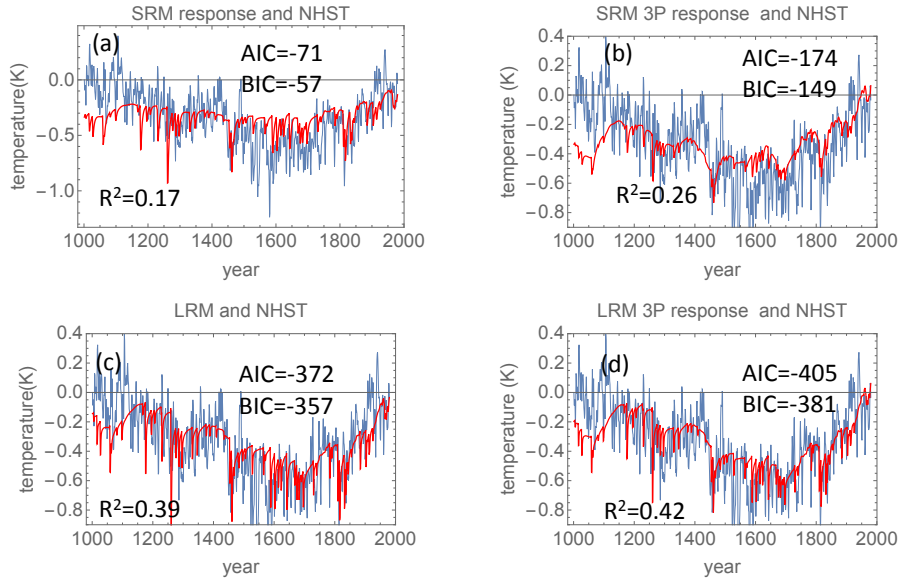 SRM response and NHST
(a)
AIC=-71
BIC=-57
R²=0.17
temperature(K)
0.0
−0.5
−1.0
1000 1200 1400 1600 1800 2000
year
SRM 3P response and NHST
(b)
AIC=-174
BIC=-149
R²=0.26
temperature (K)
0.4
0.2
0.0
−0.2
−0.4
−0.6
−0.8
1000 1200 1400 1600 1800 2000
year
LRM and NHST
(c)
AIC=-372
BIC=-357
R²=0.39
temperature(K)
0.4
0.2
0.0
−0.2
−0.4
−0.6
−0.8
1000 1200 1400 1600 1800 2000
year
LRM 3P response and NHST
(d)
AIC=-405
BIC=-381
R²=0.42
temperature (K)
0.4
0.2
0.0
−0.2
−0.4
−0.6
−0.8
1000 1200 1400 1600 1800 2000
year